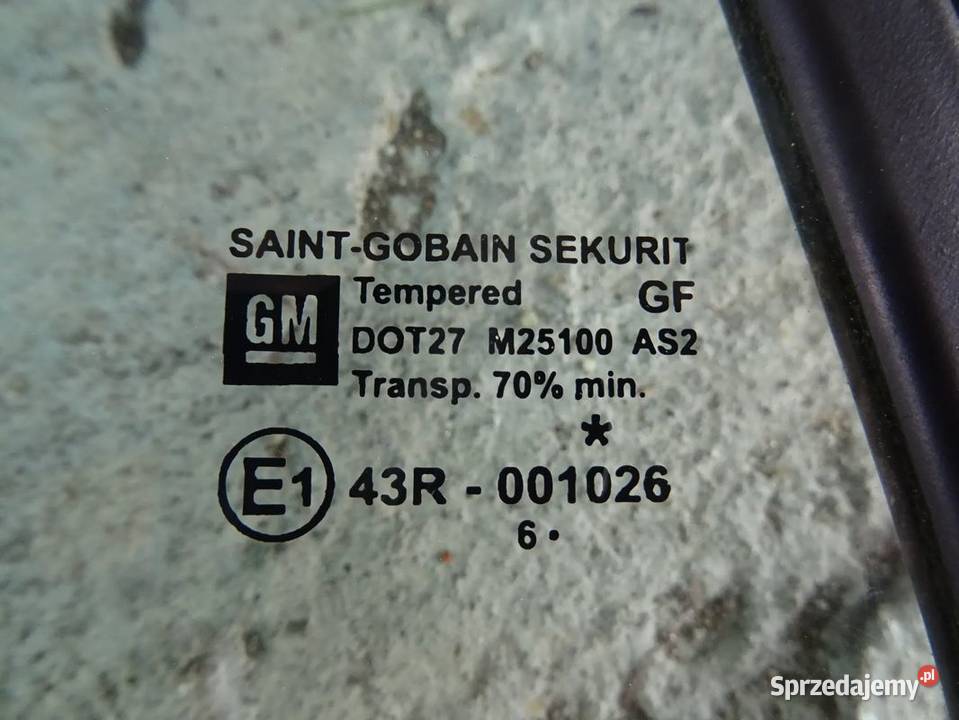 SAINT-GOBAIN SEKURIT
GM
Tempered GF
DOT27 M25100 AS2
Transp. 70% min.
*
E1 43R - 001026
6 •
Sprzedajemy.pl